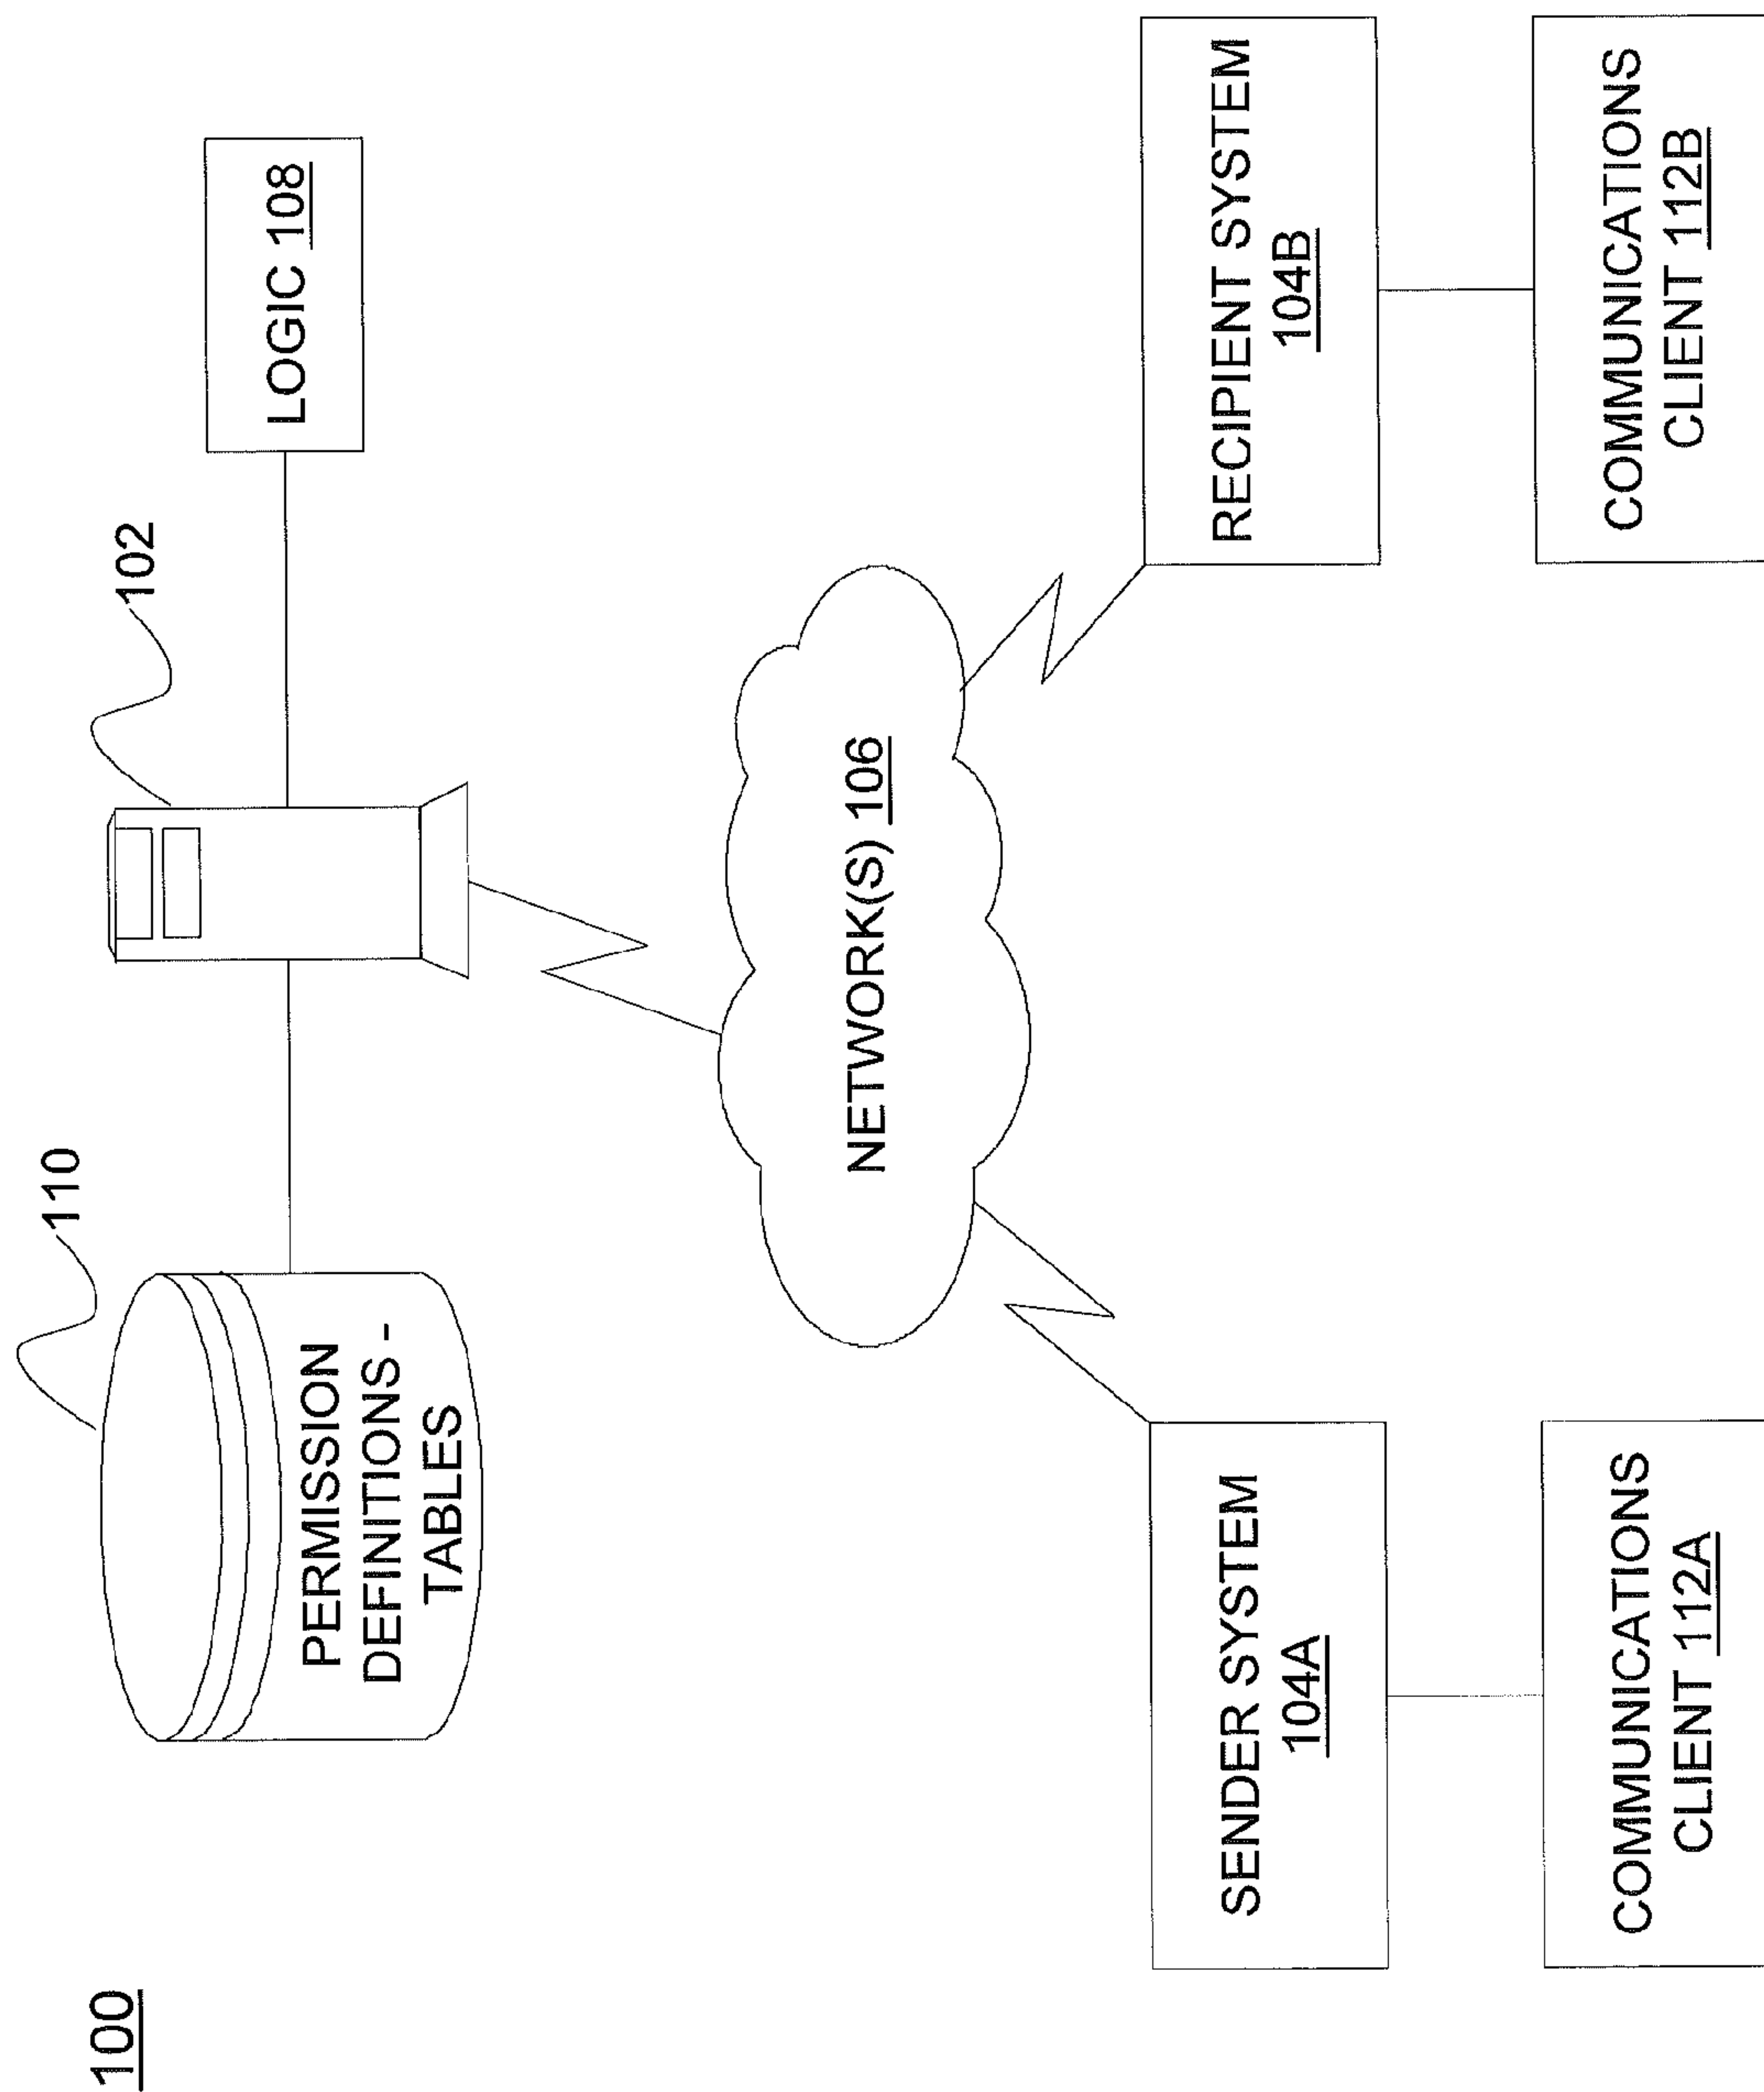 100
110
PERMISSION
DEFINITIONS -
TABLES
102
LOGIC 108
NETWORK(S) 106
SENDER SYSTEM
104A
RECIPIENT SYSTEM
104B
COMMUNICATIONS
CLIENT 112A
COMMUNICATIONS
CLIENT 112B